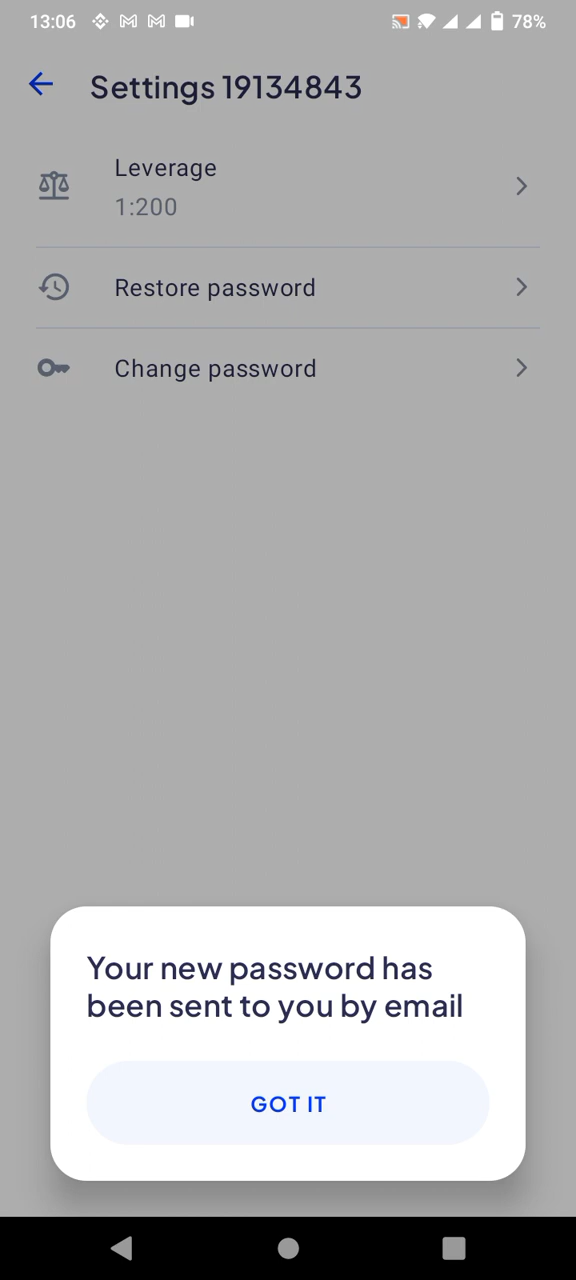 13:06
78%
Settings 19134843
Leverage
1:200
Restore password
Change password
Your new password has
been sent to you by email
GOT IT